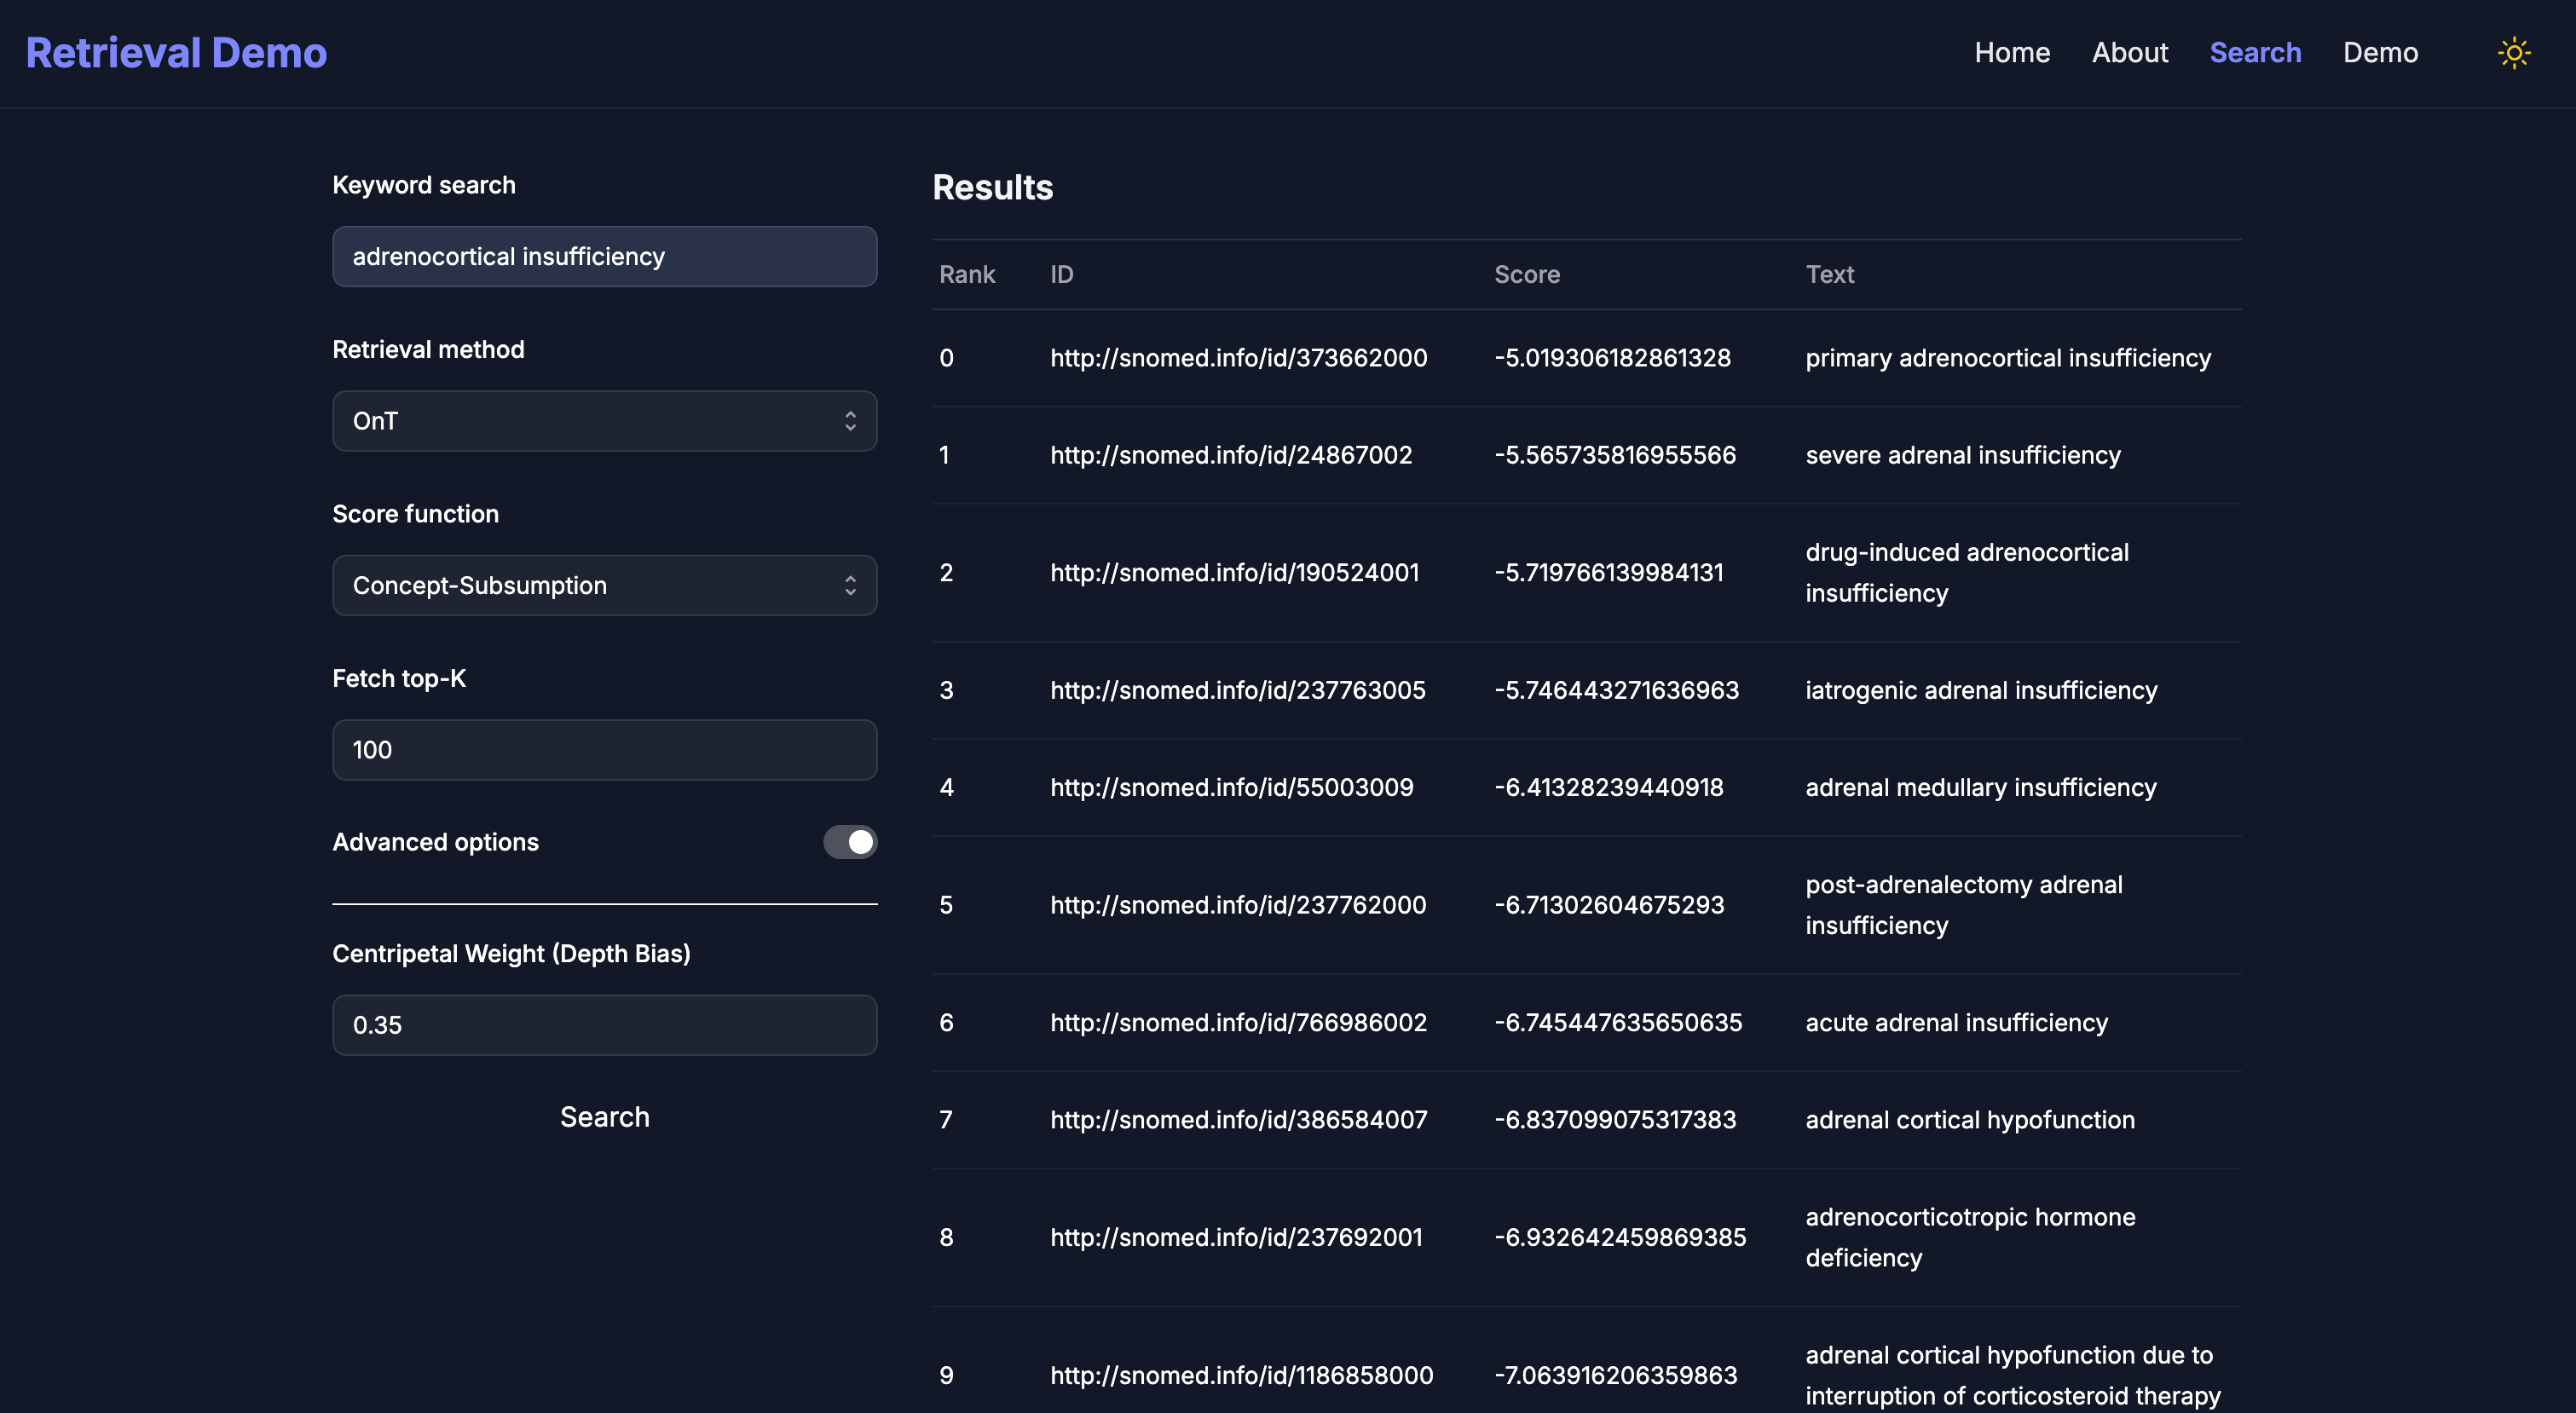 Retrieval Demo
Home About Search Demo
Keyword search
adrenocortical insufficiency
Retrieval method
OnT
Score function
Concept-Subsumption
Fetch top-K
100
Advanced options
Centripetal Weight (Depth Bias)
0.35
Search
Results
Rank ID Score Text
0 http://snomed.info/id/373662000 -5.019306182861328 primary adrenocortical insufficiency
1 http://snomed.info/id/24867002 -5.565735816955566 severe adrenal insufficiency
2 http://snomed.info/id/190524001 -5.719766139984131 drug-induced adrenocortical
insufficiency
3 http://snomed.info/id/237763005 -5.746443271636963 iatrogenic adrenal insufficiency
4 http://snomed.info/id/55003009 -6.41328239440918 adrenal medullary insufficiency
5 http://snomed.info/id/237762000 -6.71302604675293 post-adrenalectomy adrenal
insufficiency
6 http://snomed.info/id/766986002 -6.745447635650635 acute adrenal insufficiency
7 http://snomed.info/id/386584007 -6.837099075317383 adrenal cortical hypofunction
8 http://snomed.info/id/237692001 -6.932642459869385 adrenocorticotropic hormone
deficiency
9 http://snomed.info/id/1186858000 -7.063916206359863 adrenal cortical hypofunction due to
interruption of corticosteroid therapy